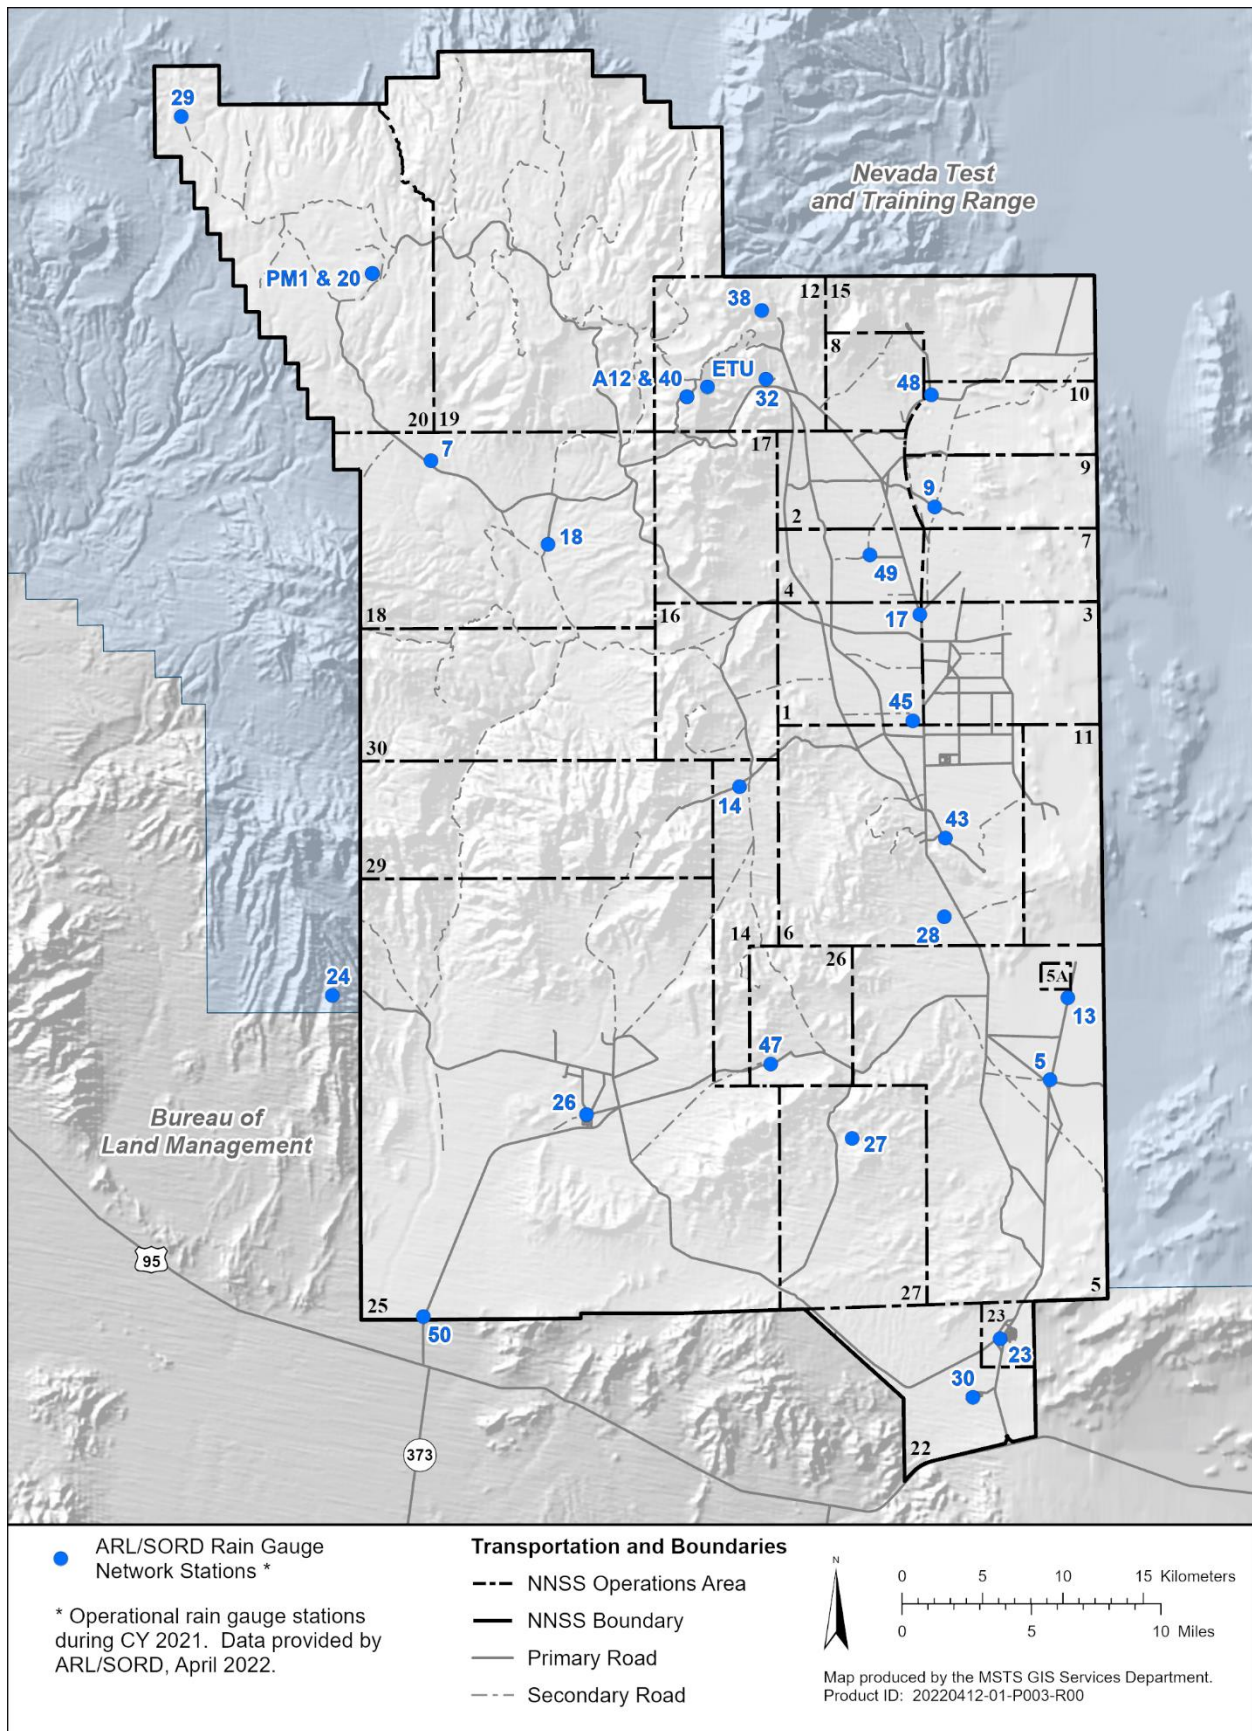 29
Nevada Test
and Training Range
PM1 & 20
38
12
15
8
ETU
A12 & 40
32
48
10
20
19
7
17
9
9
2
7
18
49
4
17
3
18
16
45
1
11
30
14
43
29
28
14
6
26
24
5A
13
47
5
26
Bureau of
Land Management
27
95
25
27
5
50
23
23
30
22
373
ARL/SORD Rain Gauge
Network Stations *
* Operational rain gauge stations
during CY 2021. Data provided by
ARL/SORD, April 2022.
Transportation and Boundaries
NNSS Operations Area
NNSS Boundary
Primary Road
Secondary Road
N
0 5 10 15 Kilometers
0 5 10 Miles
Map produced by the MSTS GIS Services Department.
Product ID: 20220412-01-P003-R00